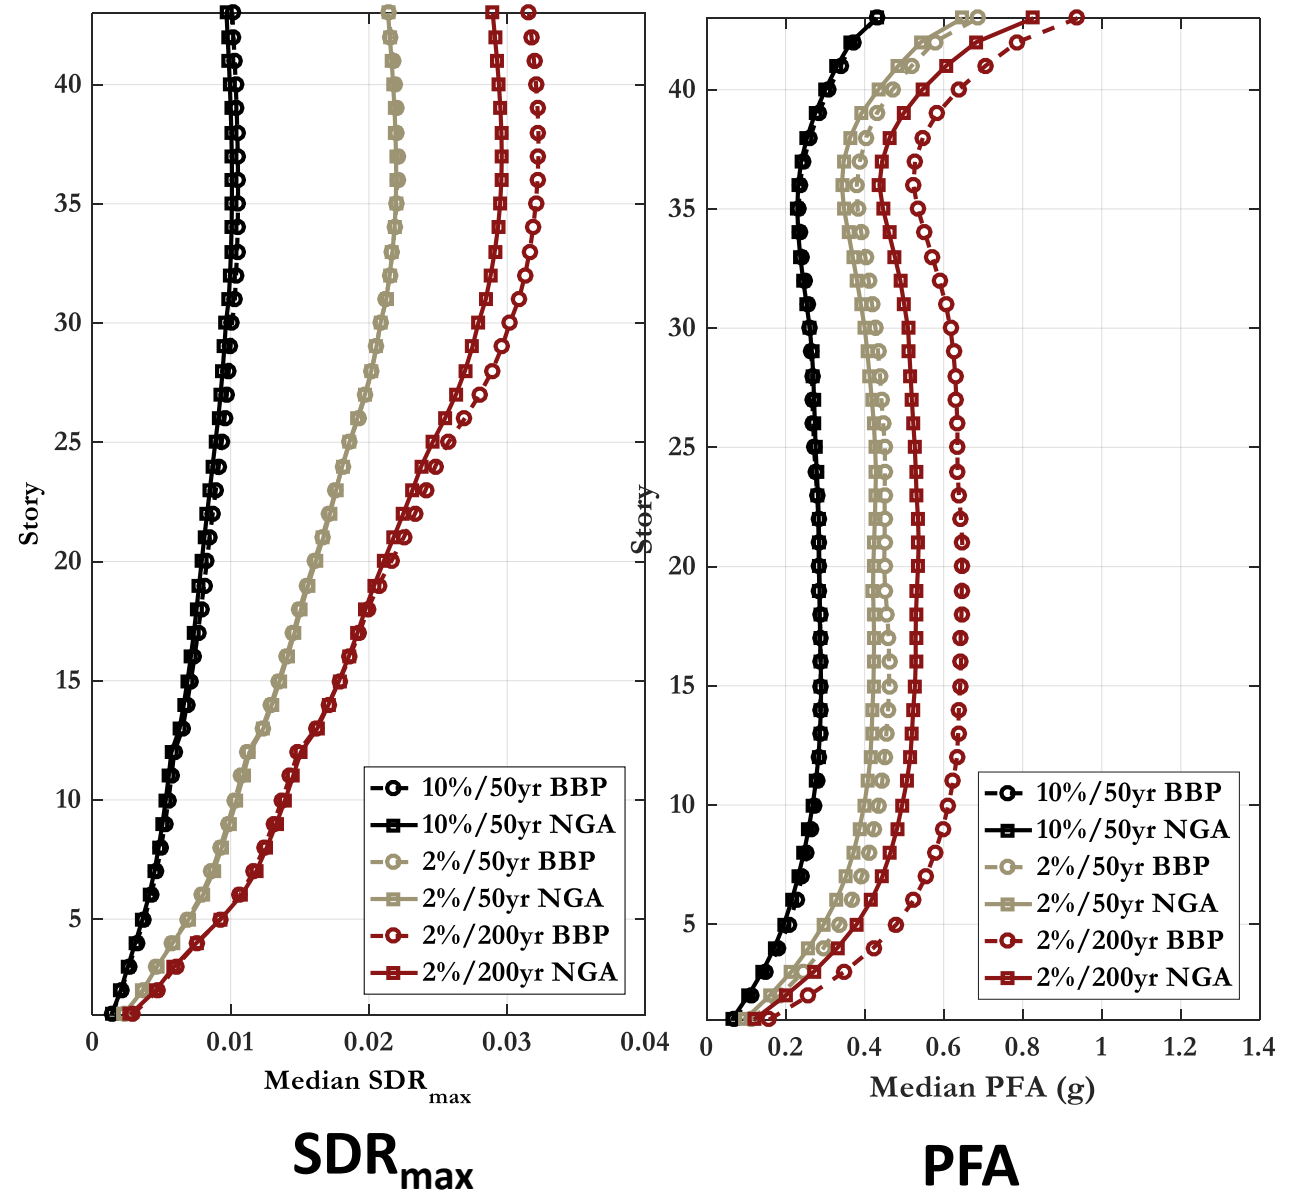 40
35
30
25
20
15
10
5
Story
10%/50yr BBP
10%/50yr NGA
2%/50yr BBP
2%/50yr NGA
2%/200yr BBP
2%/200yr NGA
0 0.01 0.02 0.03 0.04
Median SDRmax
SDRmax
40
35
30
25
20
15
10
5
Story
10%/50yr BBP
10%/50yr NGA
2%/50yr BBP
2%/50yr NGA
2%/200yr BBP
2%/200yr NGA
0 0.2 0.4 0.6 0.8 1 1.2 1.4
Median PFA (g)
PFA